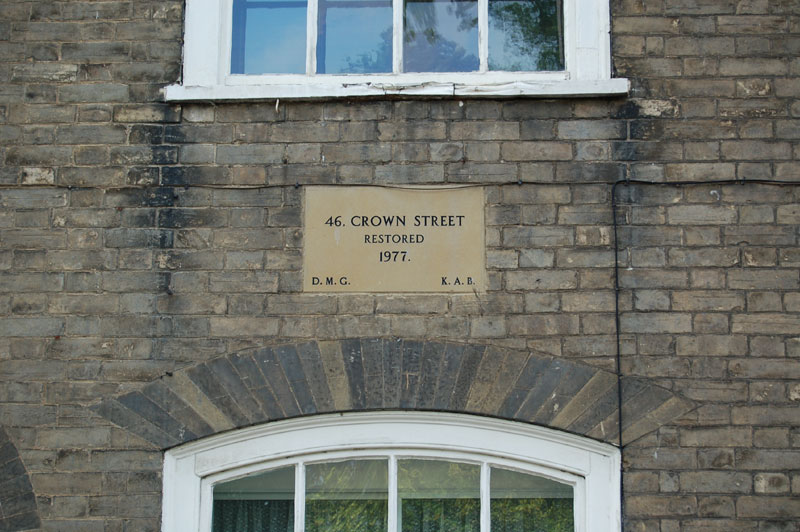 46. CROWN STREET
RESTORED
1977.
D. M. G. K. A. B.